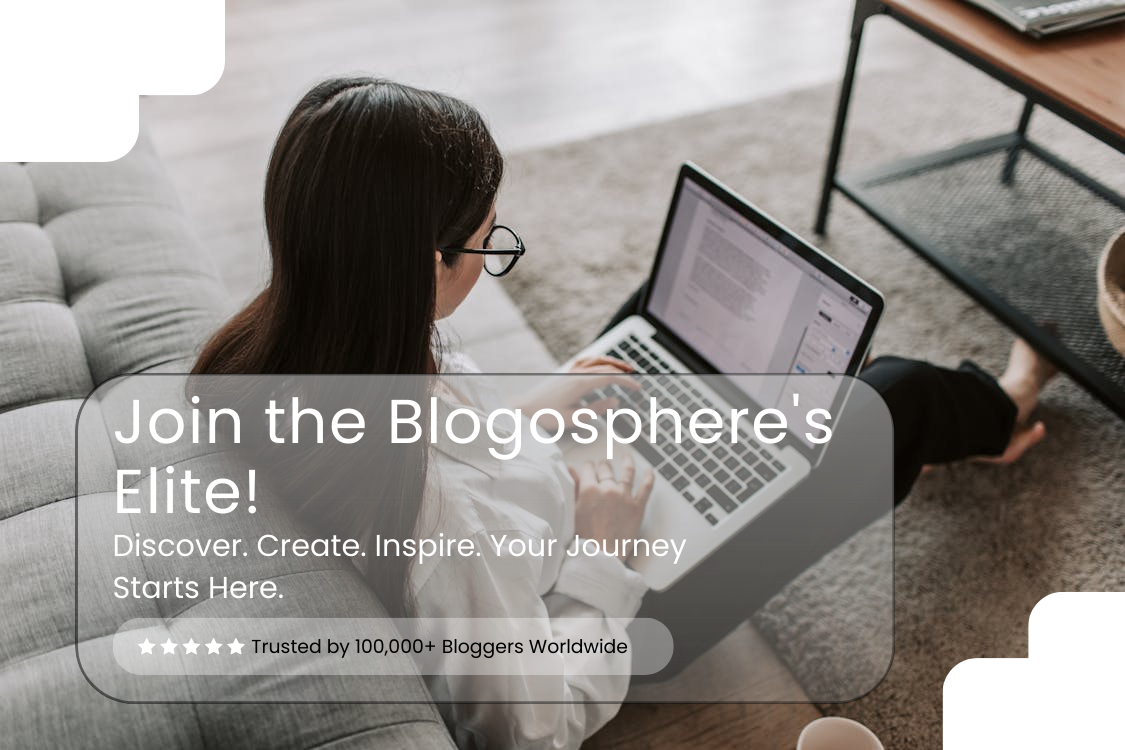 Join the Blogosphere's
Elite!
Discover. Create. Inspire. Your Journey
Starts Here.
★★★★★ Trusted by 100,000+ Bloggers Worldwide